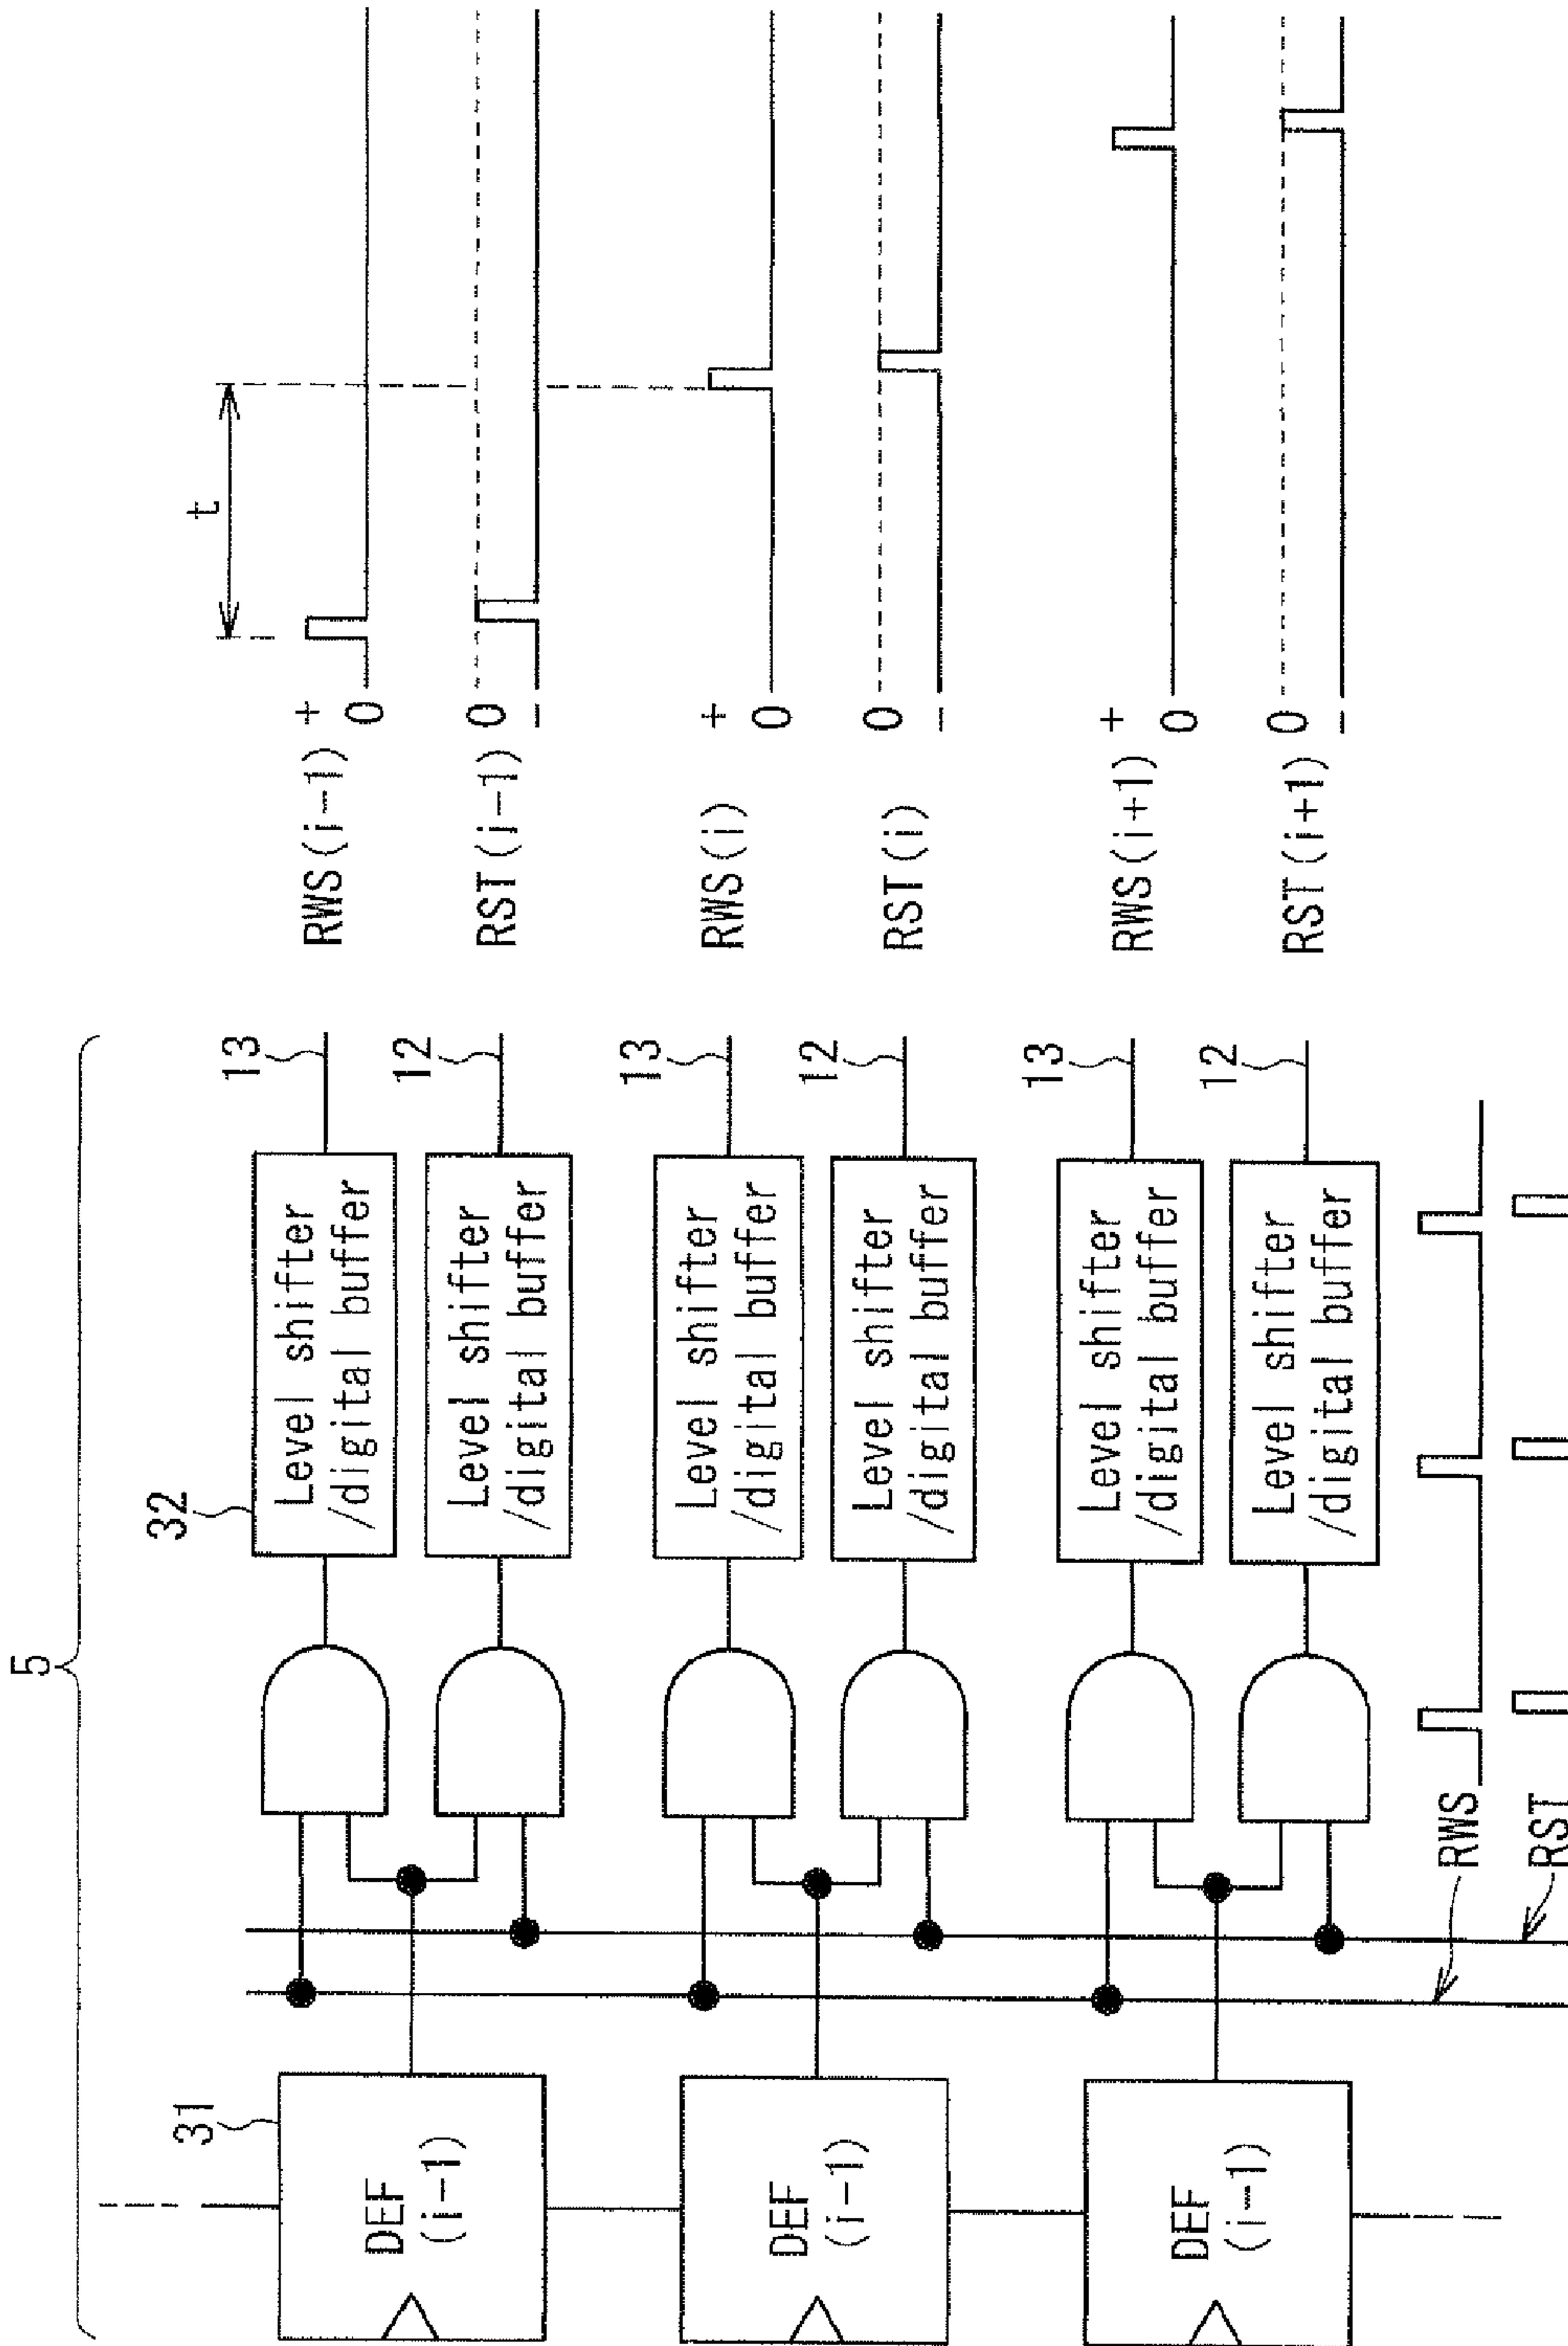 5
31
DEF
(i-1)
DEF
(i-1)
DEF
(i-1)
32
Level shifter
/digital buffer
13
Level shifter
/digital buffer
12
Level shifter
/digital buffer
13
Level shifter
/digital buffer
12
Level shifter
/digital buffer
13
Level shifter
/digital buffer
12
RWS
RST
t
RWS(i-1)
+
0
RST(i-1)
0
-
RWS(i)
+
0
RST(i)
0
-
RWS(i+1)
+
0
RST(i+1)
0
-